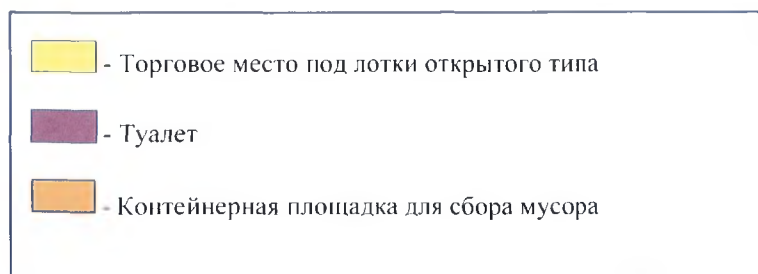 - Торговое место под лотки открытого типа
- Туалет
- Контейнерная площадка для сбора мусора